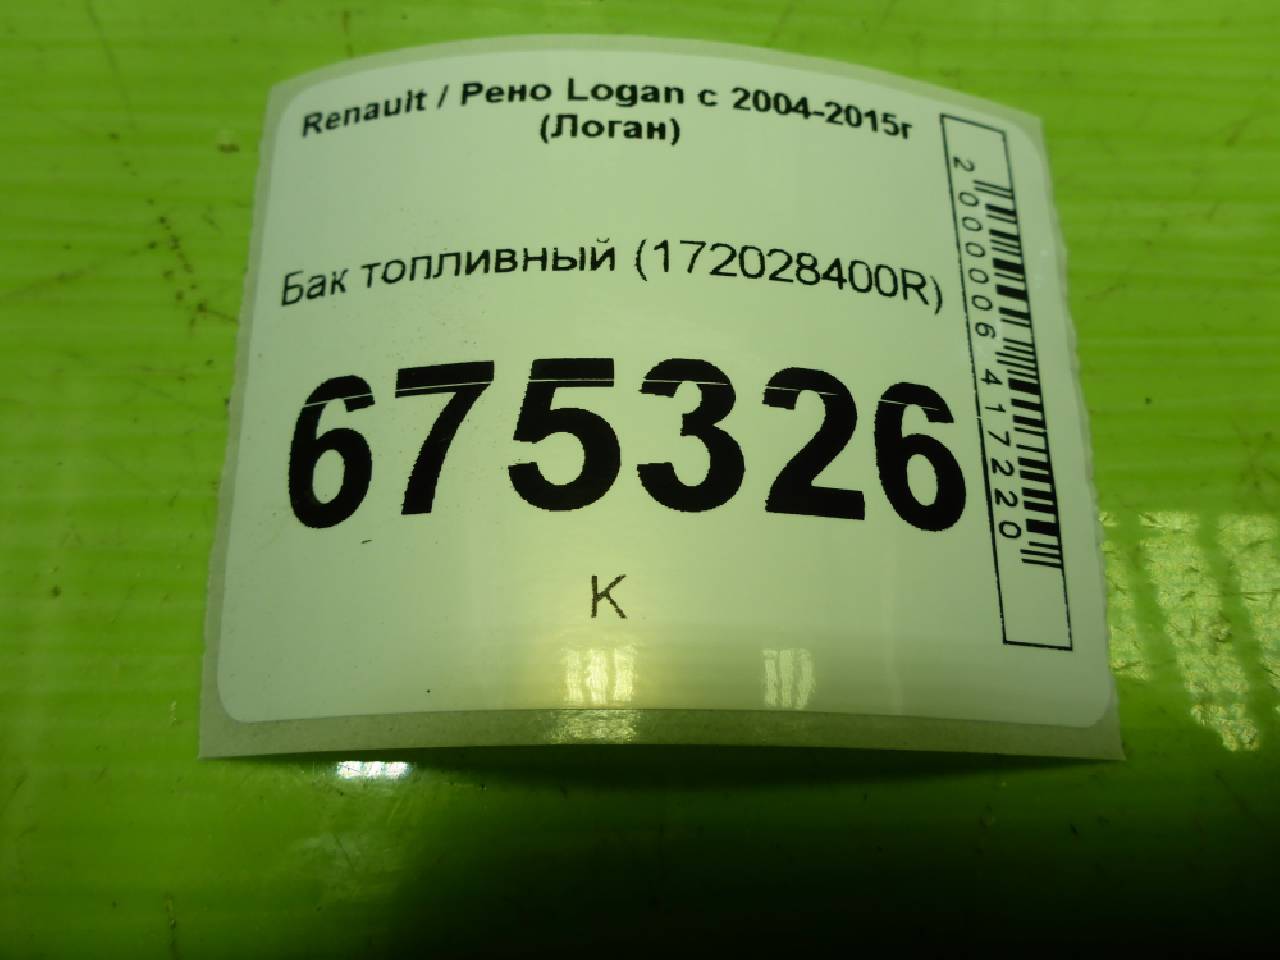 Renault / Рено Logan с 2004-2015г
(Логан)
Бак топливный (172028400R)
675326
К
2000006417220